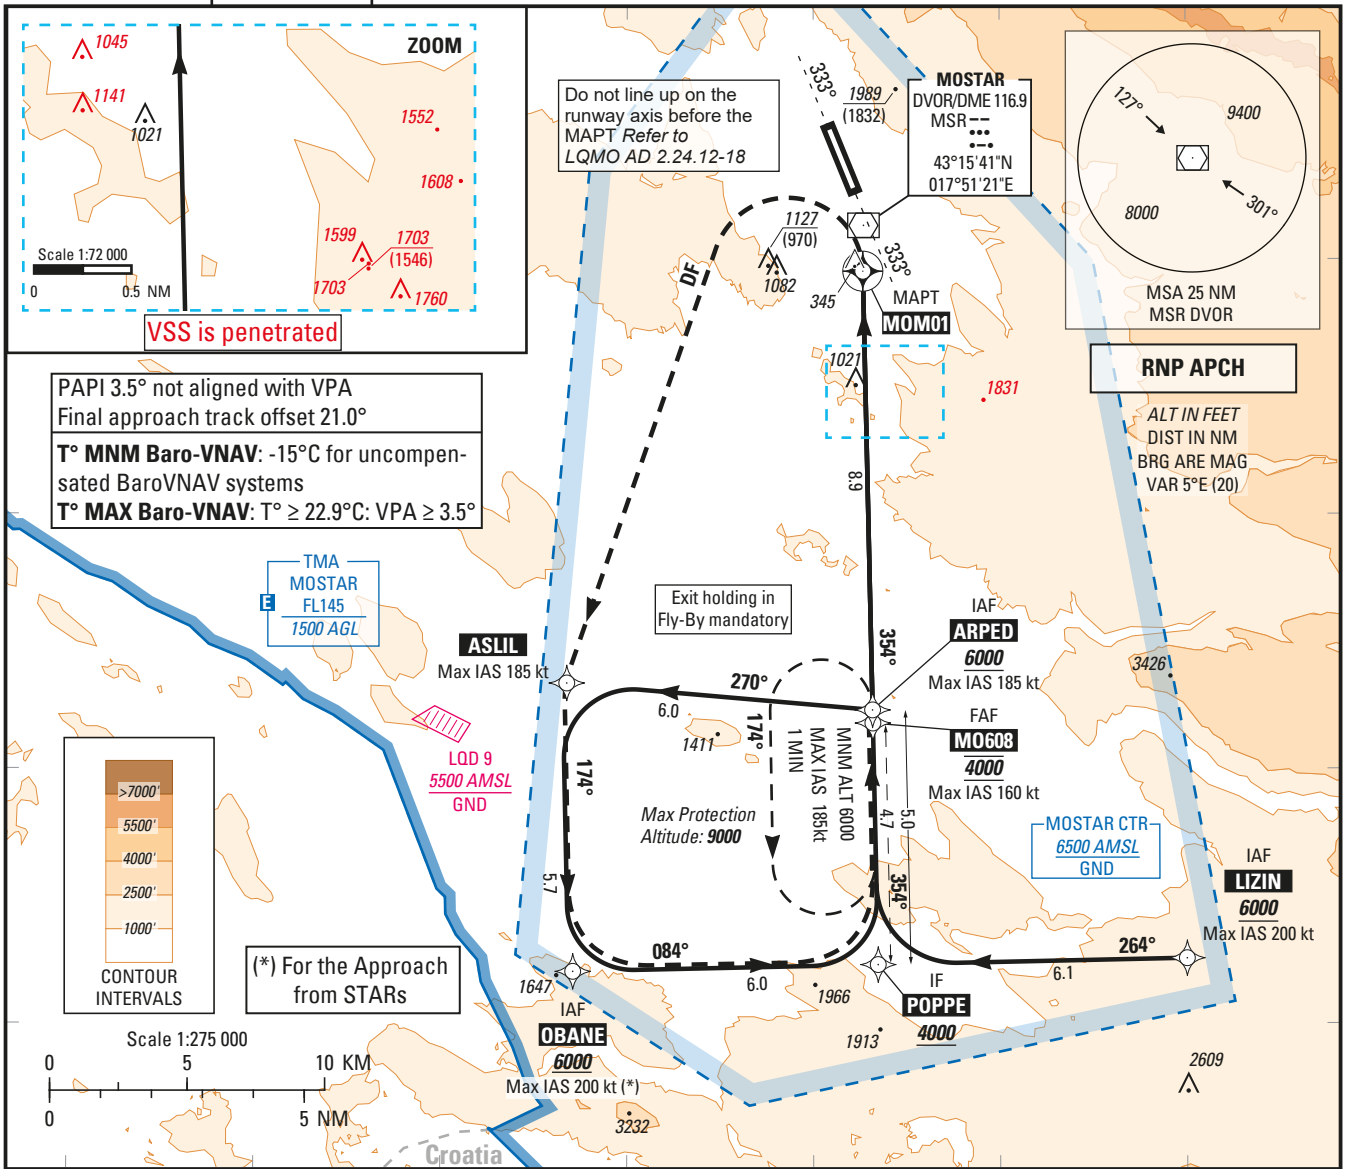 ZOOM
1045
1141
1021
1552
1608
1599
1703
(1546)
1703
1760
Scale 1:72 000
0 0.5 NM
VSS is penetrated
PAPI 3.5° not aligned with VPA
Final approach track offset 21.0°
T° MNM Baro-VNAV: -15°C for uncompen-
sated BaroVNAV systems
T° MAX Baro-VNAV: T° ≥ 22.9°C: VPA ≥ 3.5°
Do not line up on the
runway axis before the
MAPT Refer to
LQMO AD 2.24.12-18
333°
1989
(1832)
MOSTAR
DVOR/DME 116.9
MSR
43°15'41"N
017°51'21"E
127°
9400
8000
301°
MSA 25 NM
MSR DVOR
RNP APCH
ALT IN FEET
DIST IN NM
BRG ARE MAG
VAR 5°E (20)
1127
(970)
1082
333°
345
MAPT
MOM01
DF
1021
1831
8.9
TMA
MOSTAR
FL145
1500 AGL
E
Exit holding in
Fly-By mandatory
ASLIL
Max IAS 185 kt
354°
IAF
ARPED
6000
Max IAS 185 kt
3426
FAF
MO608
4000
Max IAS 160 kt
270°
6.0
174°
1411
MNM ALT 6000
MAX IAS 185kt
1 MIN
174°
Max Protection
Altitude: 9000
4.7
5.0
354°
LQD 9
5500 AMSL
GND
MOSTAR CTR
6500 AMSL
GND
IAF
LIZIN
6000
Max IAS 200 kt
>7000'
5500'
4000'
2500'
1000'
CONTOUR
INTERVALS
5.7
084°
6.0
264°
6.1
(*) For the Approach
from STARs
1647
IAF
OBANE
6000
Max IAS 200 kt (*)
1966
IF
POPPE
4000
1913
2609
3232
Scale 1:275 000
0 5 10 KM
0 5 NM
Croatia